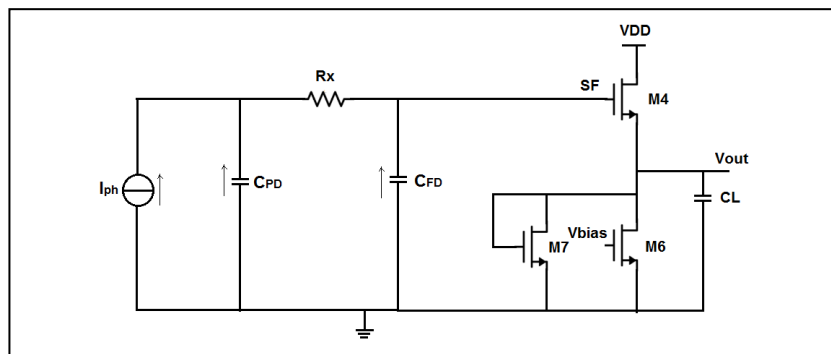 VDD
Rx
SF
M4
Vout
Iph
CPD
CFD
CL
Vbias
M7
M6